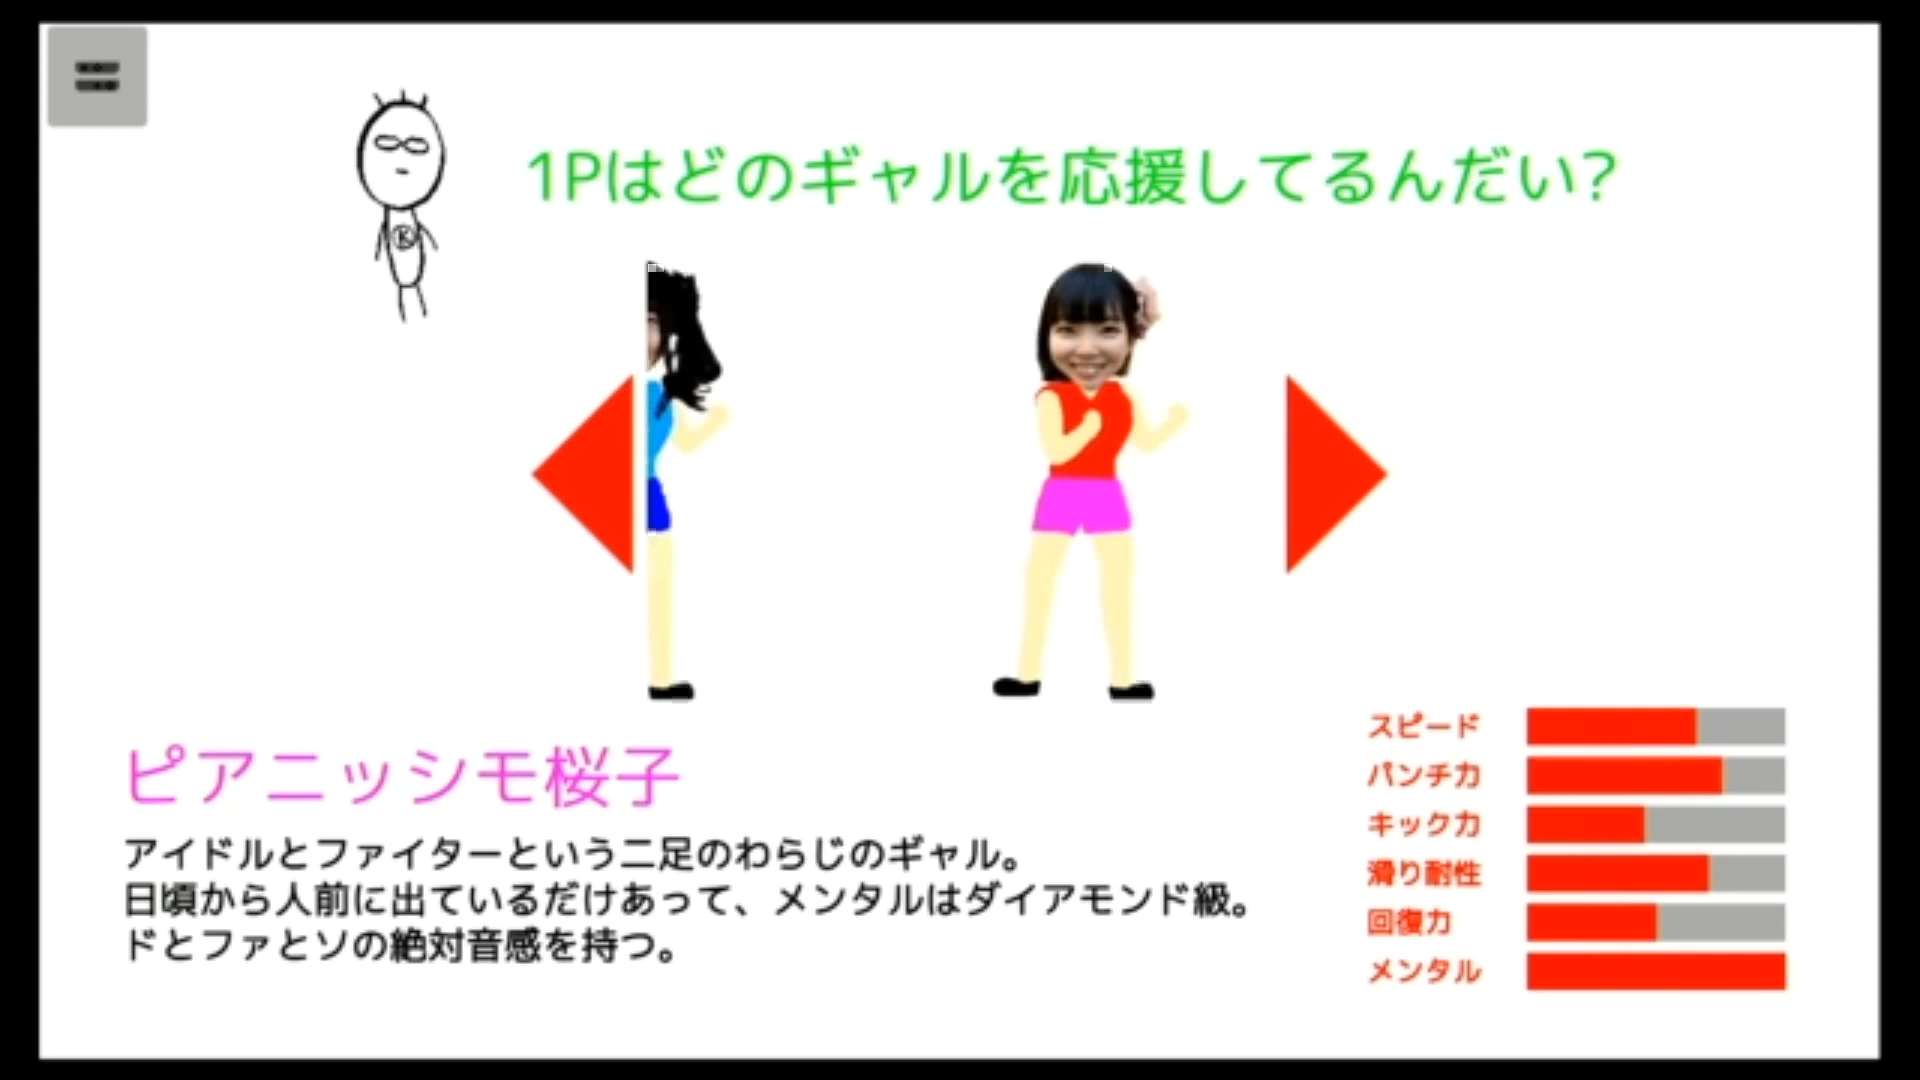 1Pはどのギャルを応援してるんだい?
R
ピアニッシモ桜子
アイドルとファイターという二足のわらじのギャル。
日頃から人前に出ているだけあって、メンタルはダイアモンド級。
ドとファとソの絶対音感を持つ。
スピード
パンチ力
キック力
滑り耐性
回復力
メンタル